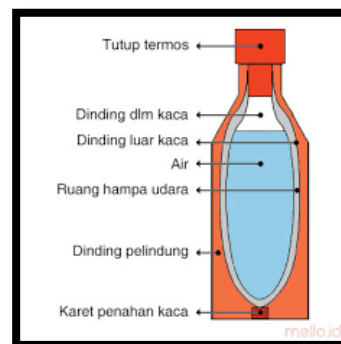 Tutup termos
Dinding dlm kaca
Dinding luar kaca
Air
Ruang hampa udara
Dinding pelindung
Karet penahan kaca
mello.id